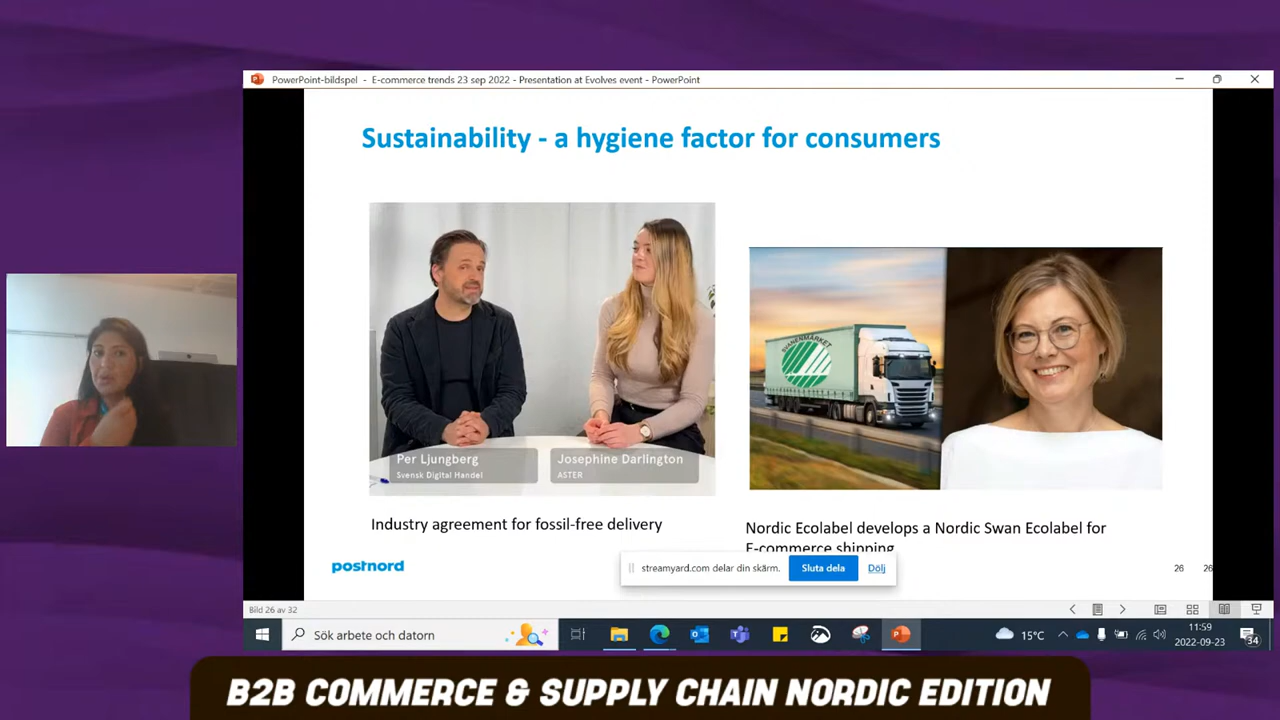 PowerPoint-bildspel - E-commerce trends 23 sep 2022 - Presentation at Evolves event - PowerPoint
Sustainability - a hygiene factor for consumers
SVANENMÄRKET
Per Ljungberg
Svensk Digital Handel
Josephine Darlington
ASTER
Industry agreement for fossil-free delivery
Nordic Ecolabel develops a Nordic Swan Ecolabel for
E-commerce shipping
postnord
streamyard.com delar din skärm.
Sluta dela
Dölj
26
26
Bild 26 av 32
Sök arbete och datorn
15°C
11:59
2022-09-23
34
B2B COMMERCE & SUPPLY CHAIN NORDIC EDITION